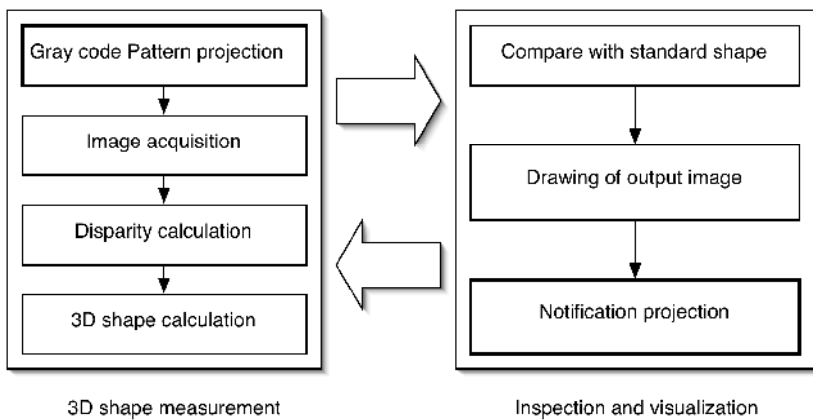 Gray code Pattern projection
Image acquisition
Disparity calculation
3D shape calculation
3D shape measurement
Compare with standard shape
Drawing of output image
Notification projection
Inspection and visualization